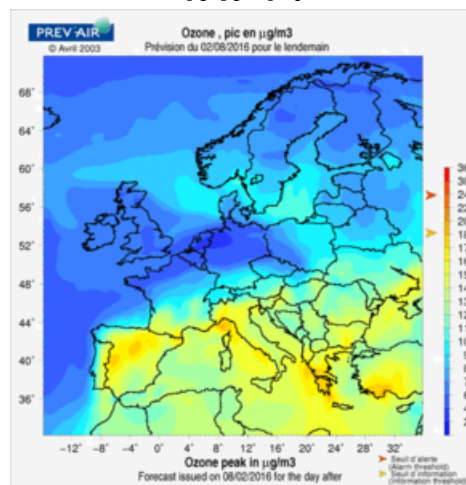 PREV'AIR
© Avril 2003
Ozone , pic en µg/m3
Prévision du 02/08/2016 pour le lendemain
68°
64°
60°
56°
52°
48°
44°
40°
36°
−12° −8° −4° 0° 4° 8° 12° 16° 20° 24° 28° 32°
Ozone peak in µg/m3
Forecast issued on 08/02/2016 for the day after
Seuil d'alerte
(Alarm threshold)
Seuil d'information
(Information threshold)